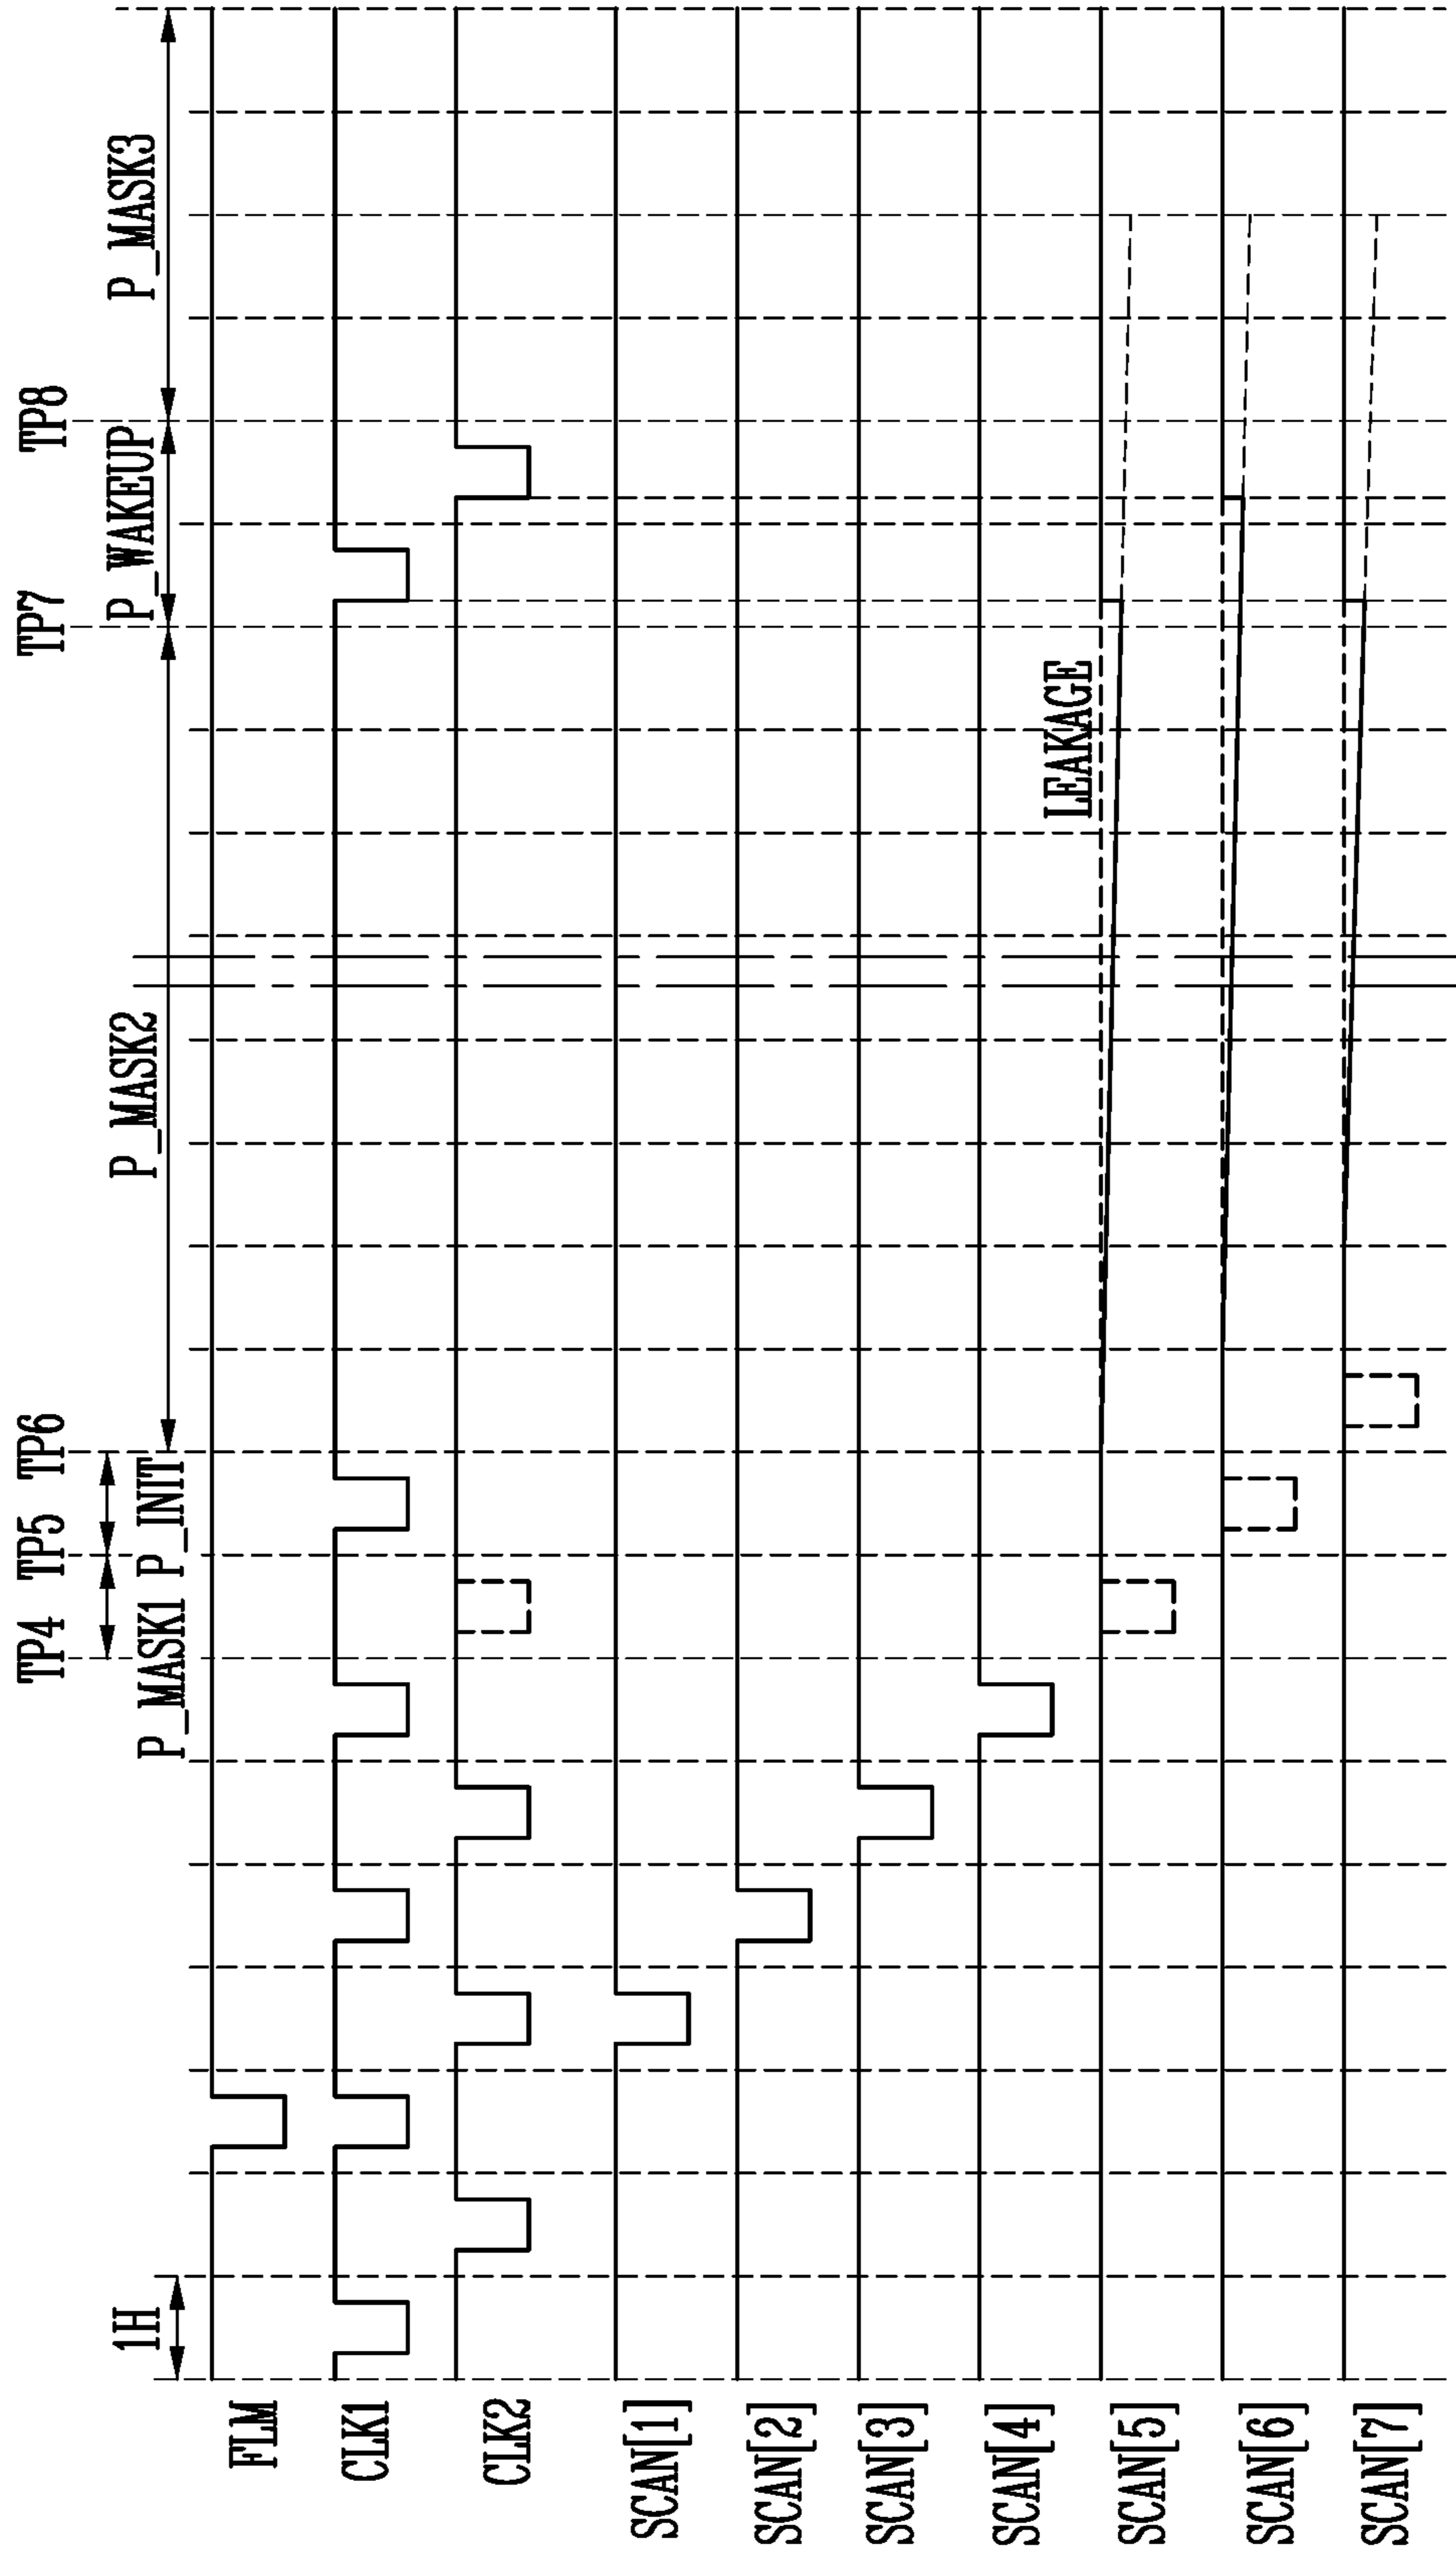 TP4 TP5 TP6 TP7 TP8
1H P_MASK1 P_INIT P_MASK2 P_WAKEUP P_MASK3
FLM
CLK1
CLK2
SCAN[1]
SCAN[2]
SCAN[3]
SCAN[4]
LEAKAGE
SCAN[5]
SCAN[6]
SCAN[7]